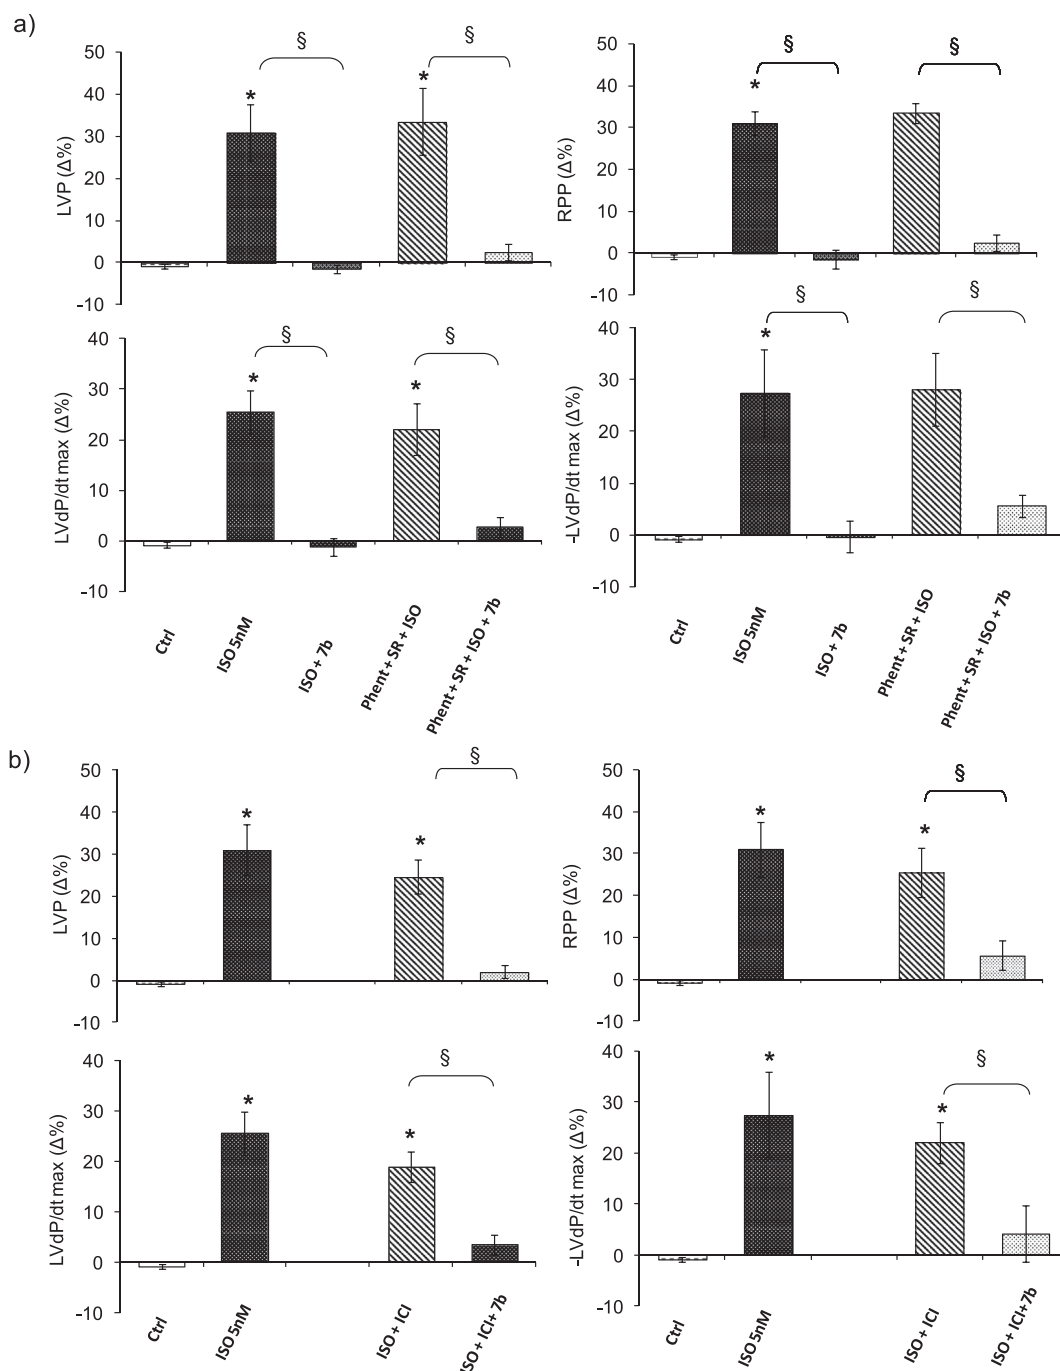 a)
50
40
30
20
10
0
-10
LVP (Δ%)
*
§
*
§
50
40
30
20
10
0
-10
RPP (Δ%)
*
§
§
40
30
20
10
0
-10
LVdP/dt max (Δ%)
*
§
*
§
Ctrl
ISO 5nM
ISO + 7b
Phent + SR + ISO
Phent + SR + ISO + 7b
40
30
20
10
0
-10
-LVdP/dt max (Δ%)
*
§
§
Ctrl
ISO 5nM
ISO + 7b
Phent + SR + ISO
Phent + SR + ISO + 7b
b)
50
40
30
20
10
0
-10
LVP (Δ%)
*
*
§
50
40
30
20
10
0
-10
RPP (Δ%)
*
*
§
40
30
20
10
0
-10
LVdP/dt max (Δ%)
*
*
§
Ctrl
ISO 5nM
ISO + ICI
ISO + ICI+ 7b
40
30
20
10
0
-10
-LVdP/dt max (Δ%)
*
*
§
Ctrl
ISO 5nM
ISO + ICI
ISO + ICI+7b